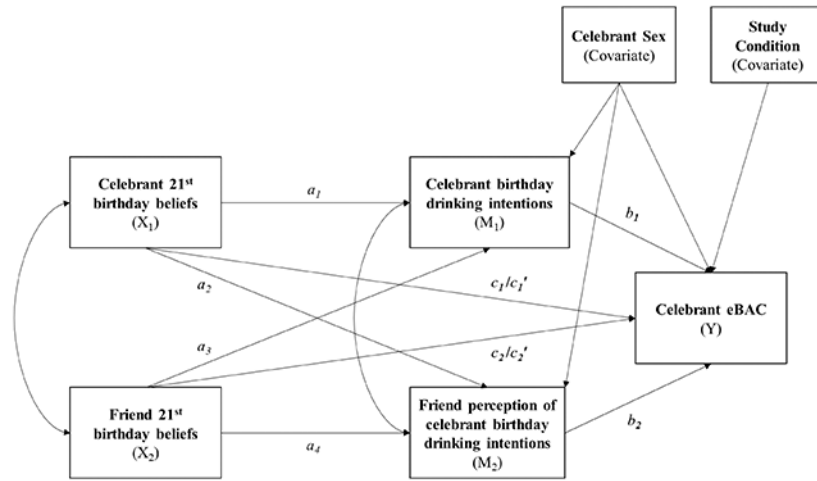 Celebrant Sex
(Covariate)
Study
Condition
(Covariate)
Celebrant 21st
birthday beliefs
(X1)
a1
Celebrant birthday
drinking intentions
(M1)
b1
a2
c1/c1'
Celebrant eBAC
(Y)
a3
c2/c2'
Friend 21st
birthday beliefs
(X2)
a4
Friend perception of
celebrant birthday
drinking intentions
(M2)
b2